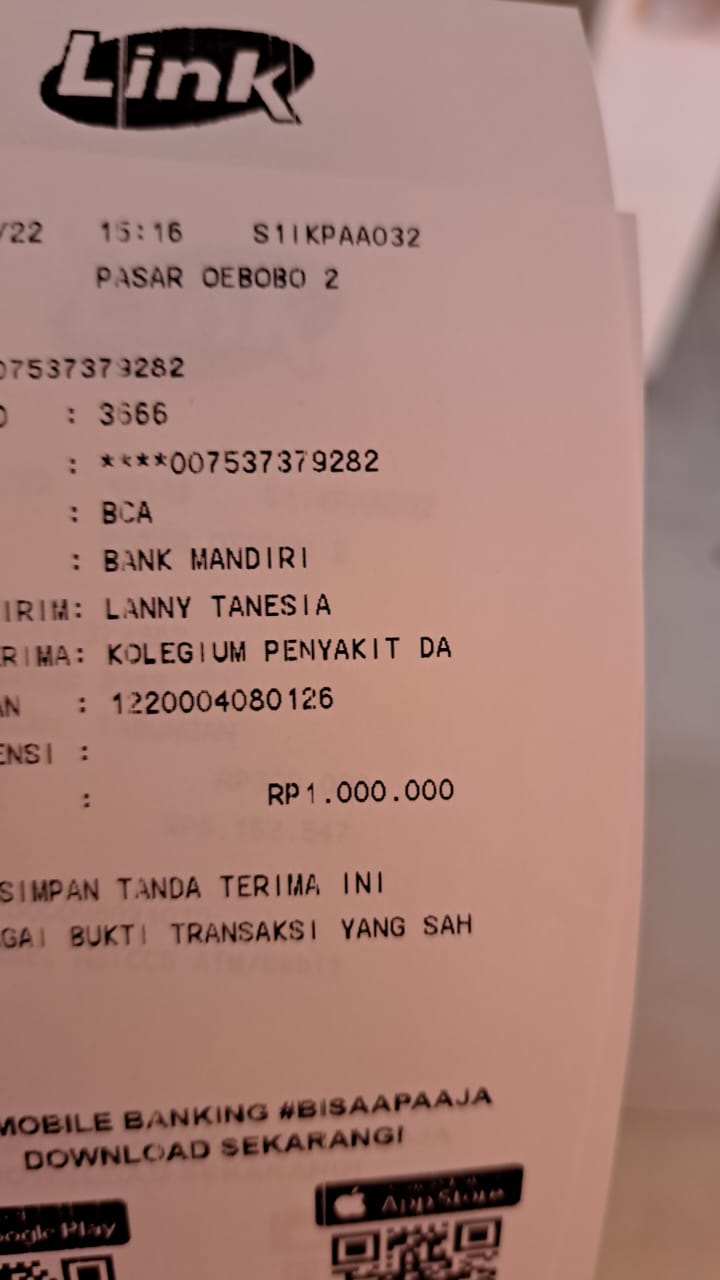 Link
/22 15:16 S1IKPAA032
PASAR OEBOBO 2
07537379282
: 3666
: ****007537379282
: BCA
: BANK MANDIRI
IRIM: LANNY TANESIA
RIMA: KOLEGIUM PENYAKIT DA
AN : 1220004080126
ENSI :
: RP1.000.000
SIMPAN TANDA TERIMA INI
GAI BUKTI TRANSAKSI YANG SAH
MOBILE BANKING #BISAAPAAJA
DOWNLOAD SEKARANG!
App Store
ogle Play